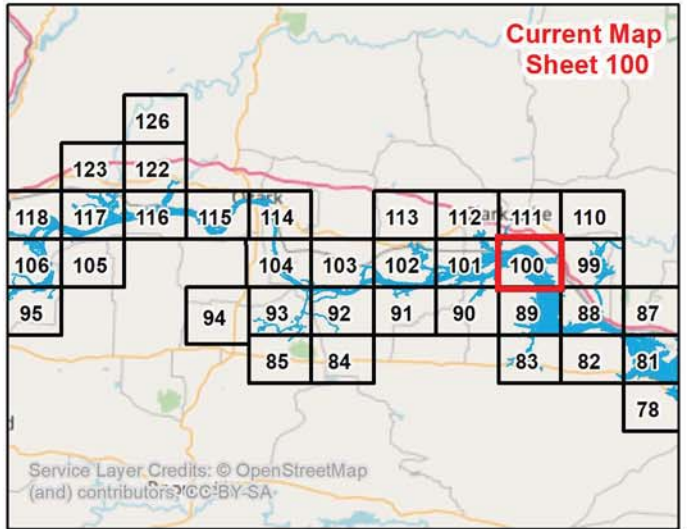 Current Map
Sheet 100
126
123 122
118 117 116 115 114 113 112 111 110
106 105 104 103 102 101 100 99
95 94 93 92 91 90 89 88 87
85 84 83 82 81
78
Service Layer Credits: © OpenStreetMap
(and) contributors, CC-BY-SA